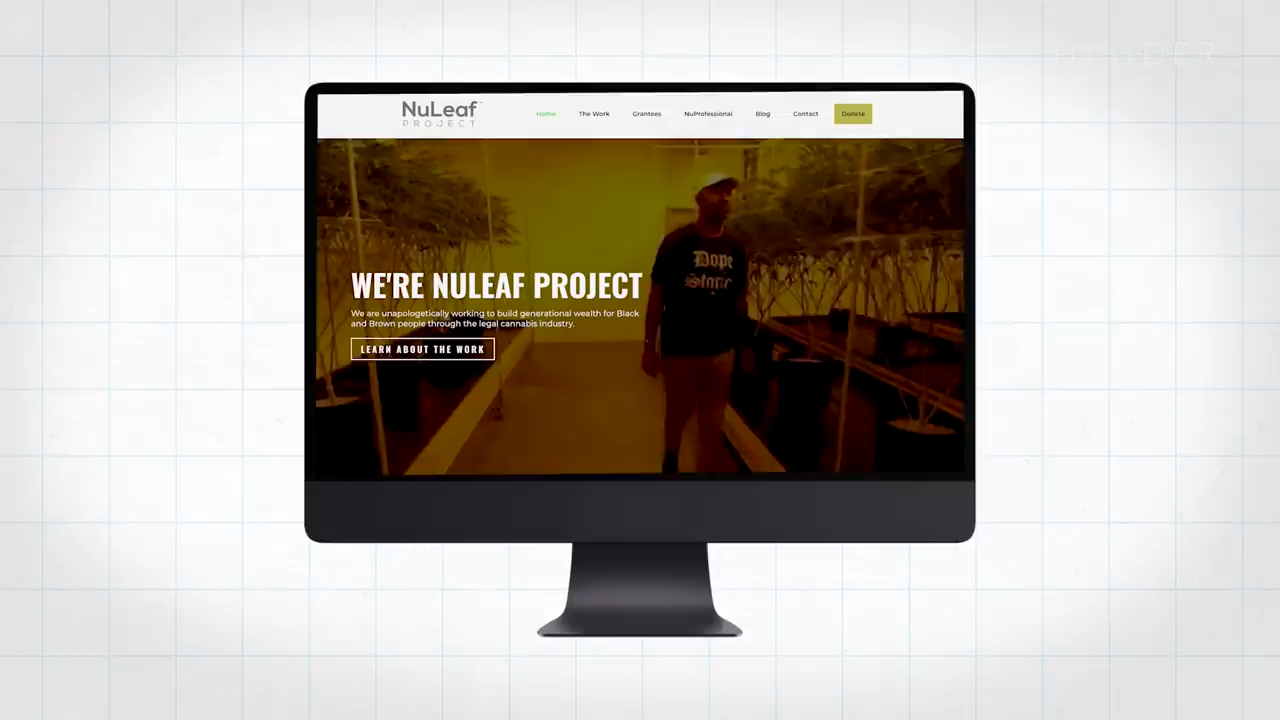 NuLeaf
PROJECT
Home
The Work
Grantees
NuProfessional
Blog
Contact
Donate
Dope
WE'RE NULEAF PROJECT
We are unapologetically working to build generational wealth for Black
and Brown people through the legal cannabis industry.
LEARN ABOUT THE WORK